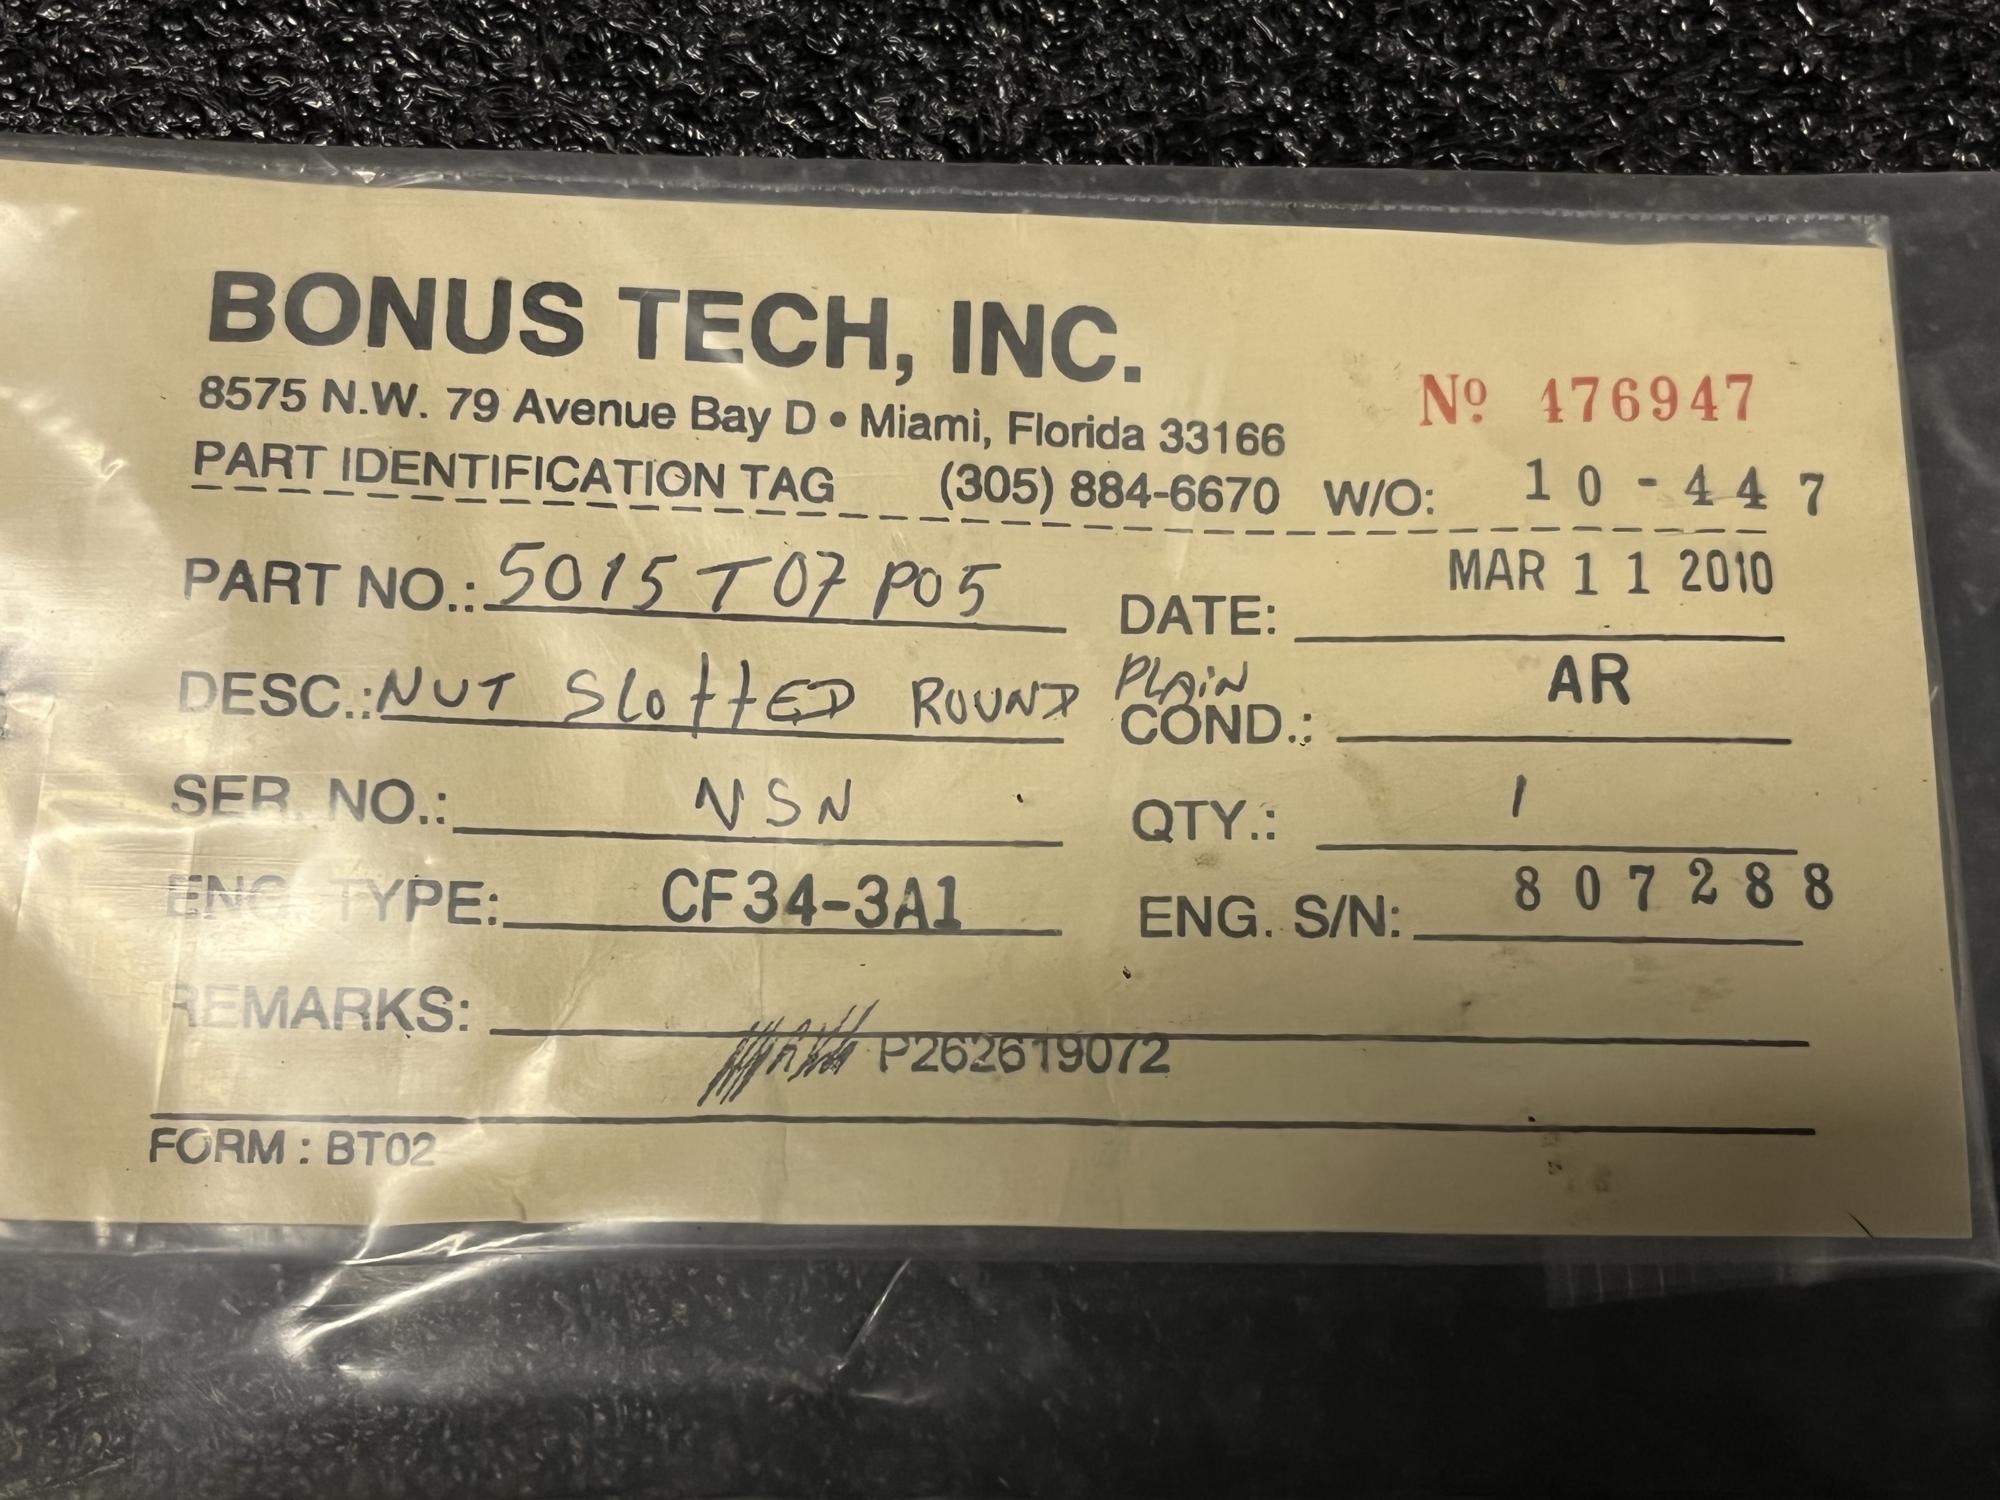 BONUS TECH, INC.
8575 N.W. 79 Avenue Bay D • Miami, Florida 33166
Nº 476947
PART IDENTIFICATION TAG (305) 884-6670 W/O: 10-447
PART NO.: 5015T07P05 DATE: MAR 11 2010
DESC.: NUT SlottED ROUND PLAiN
COND.: AR
SER. NO.: NSN QTY.: 1
ENG. TYPE: CF34-3A1 ENG. S/N: 807288
REMARKS:
P262619072
FORM : BT02